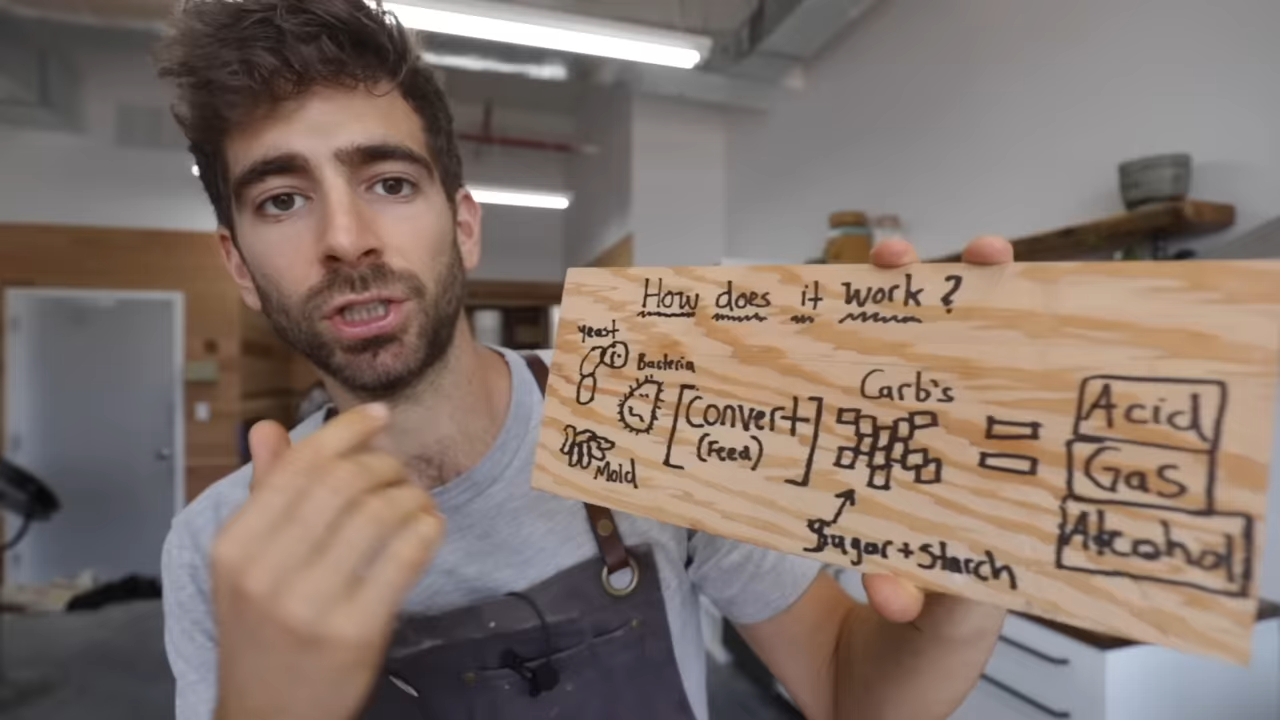 How does it work?
yeast
Bacteria
Mold
[Convert]
(Feed)
Carb's
Sugar + Starch
=
Acid
Gas
Alcohol